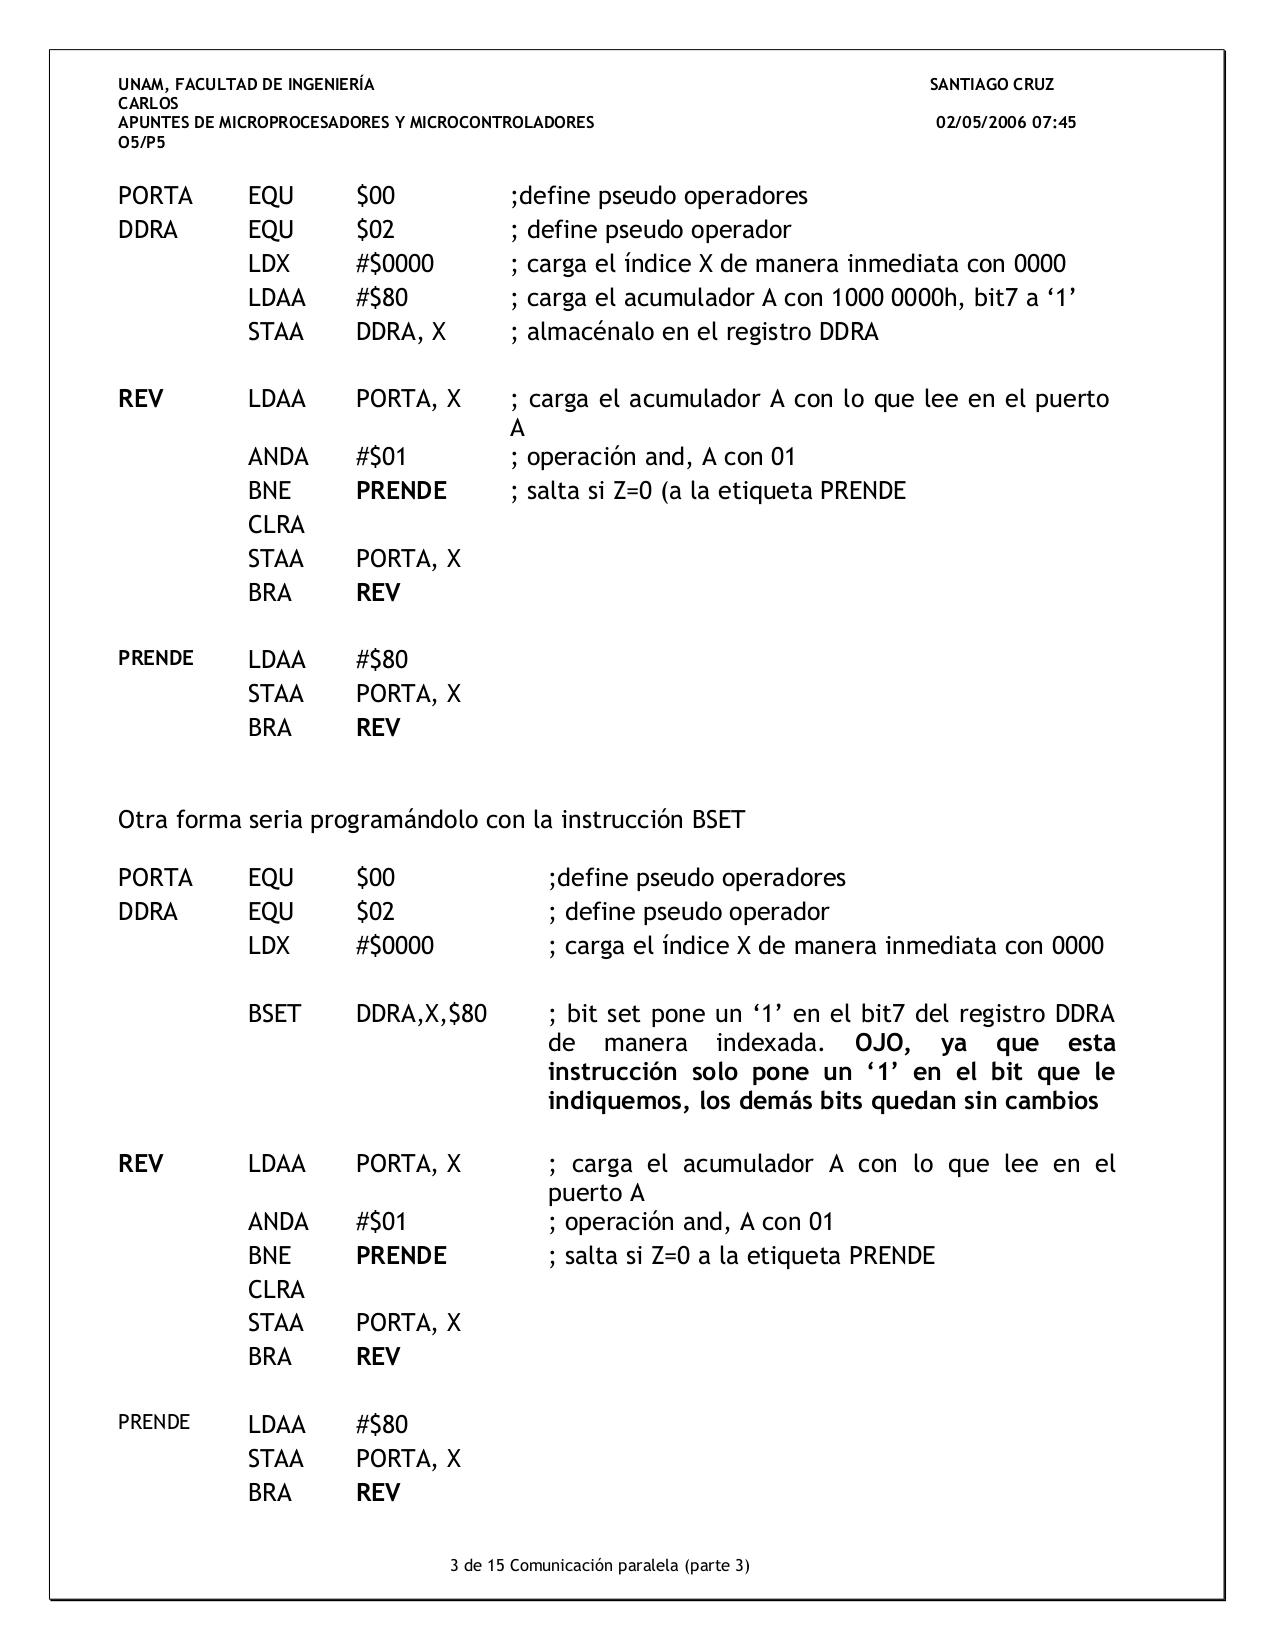 UNAM, FACULTAD DE INGENIERÍA SANTIAGO CRUZ
CARLOS
APUNTES DE MICROPROCESADORES Y MICROCONTROLADORES 02/05/2006 07:45
O5/P5
PORTA EQU $00 ;define pseudo operadores
DDRA EQU $02 ; define pseudo operador
LDX #$0000 ; carga el índice X de manera inmediata con 0000
LDAA #$80 ; carga el acumulador A con 1000 0000h, bit7 a ‘1’
STAA DDRA, X ; almacénalo en el registro DDRA
REV LDAA PORTA, X ; carga el acumulador A con lo que lee en el puerto
A
ANDA #$01 ; operación and, A con 01
BNE PRENDE ; salta si Z=0 (a la etiqueta PRENDE
CLRA
STAA PORTA, X
BRA REV
PRENDE LDAA #$80
STAA PORTA, X
BRA REV
Otra forma seria programándolo con la instrucción BSET
PORTA EQU $00 ;define pseudo operadores
DDRA EQU $02 ; define pseudo operador
LDX #$0000 ; carga el índice X de manera inmediata con 0000
BSET DDRA,X,$80 ; bit set pone un ‘1’ en el bit7 del registro DDRA
de manera indexada. OJO, ya que esta
instrucción solo pone un ‘1’ en el bit que le
indiquemos, los demás bits quedan sin cambios
REV LDAA PORTA, X ; carga el acumulador A con lo que lee en el
puerto A
ANDA #$01 ; operación and, A con 01
BNE PRENDE ; salta si Z=0 a la etiqueta PRENDE
CLRA
STAA PORTA, X
BRA REV
PRENDE LDAA #$80
STAA PORTA, X
BRA REV
3 de 15 Comunicación paralela (parte 3)